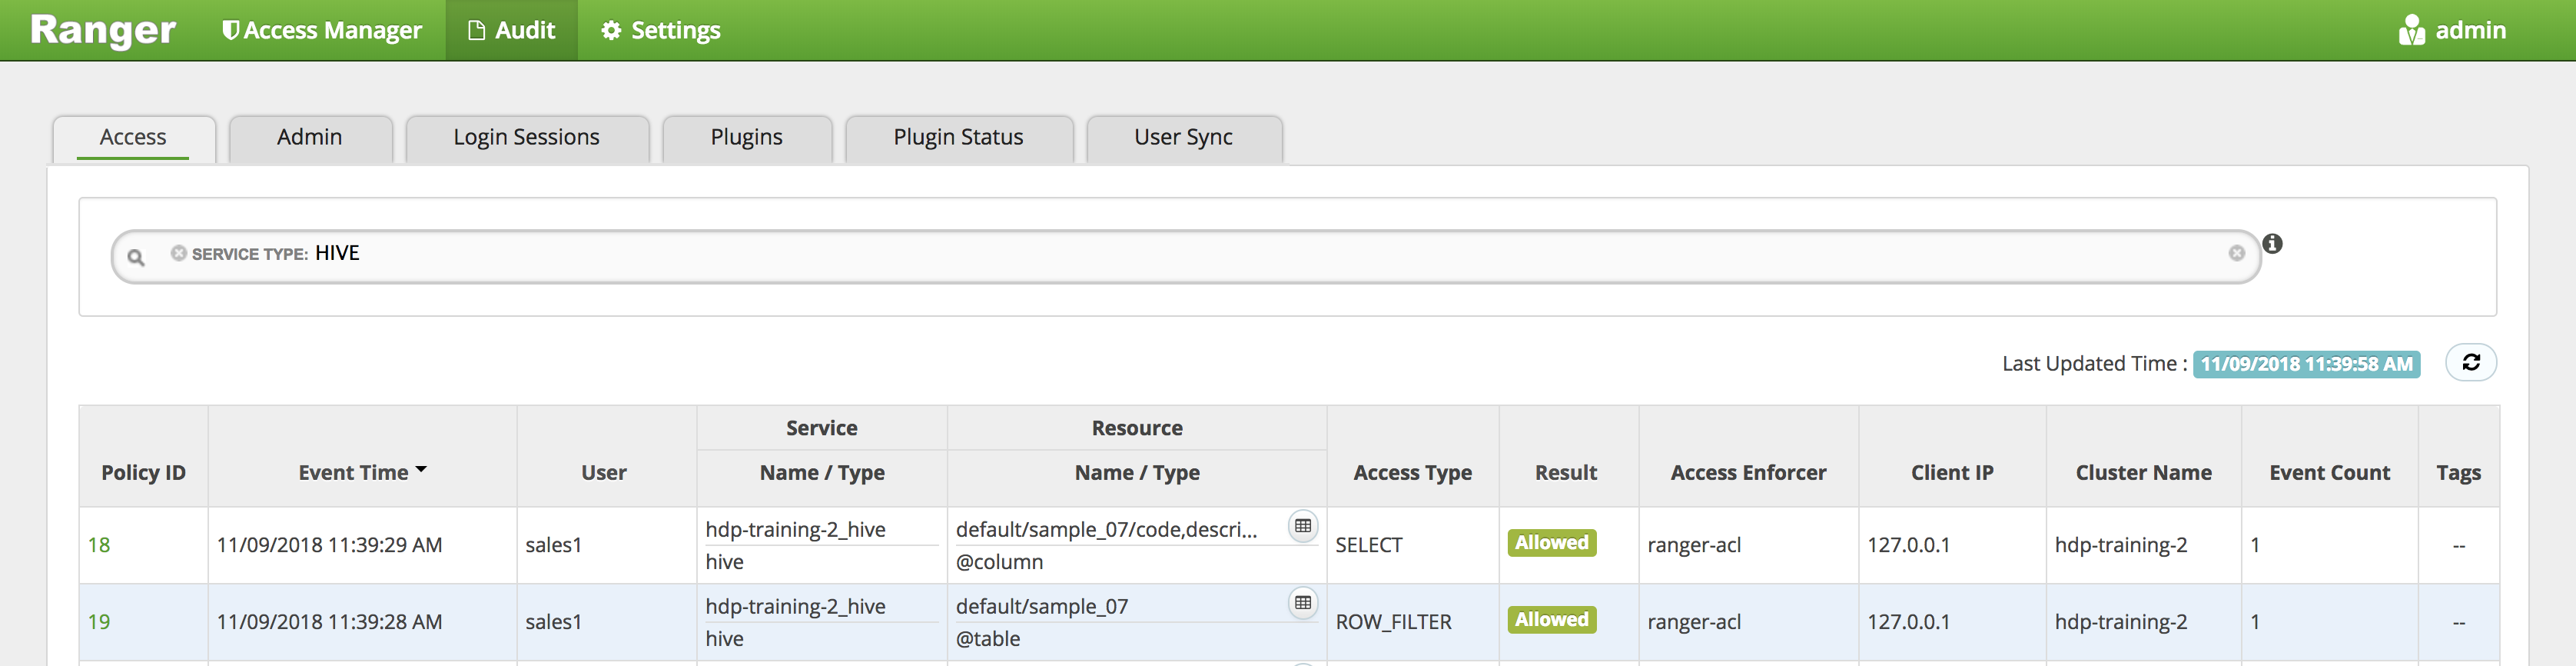 Ranger Access Manager Audit Settings admin
Access Admin Login Sessions Plugins Plugin Status User Sync
SERVICE TYPE: HIVE
Last Updated Time : 11/09/2018 11:39:58 AM
Service Resource
Policy ID Event Time User Name / Type Name / Type Access Type Result Access Enforcer Client IP Cluster Name Event Count Tags
18 11/09/2018 11:39:29 AM sales1 hdp-training-2_hive default/sample_07/code,descri... SELECT Allowed ranger-acl 127.0.0.1 hdp-training-2 1 --
hive @column
19 11/09/2018 11:39:28 AM sales1 hdp-training-2_hive default/sample_07 ROW_FILTER Allowed ranger-acl 127.0.0.1 hdp-training-2 1 --
hive @table